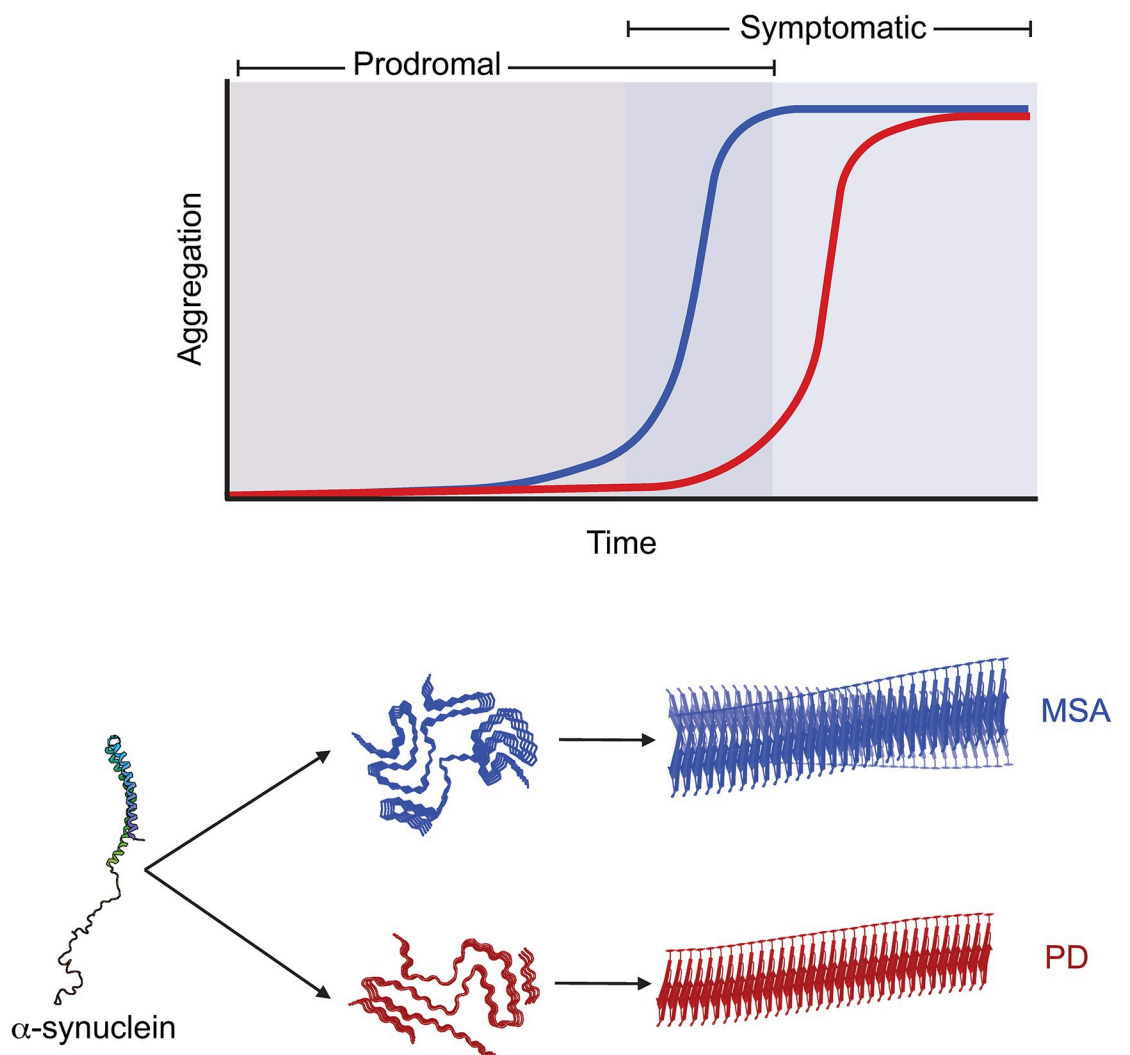 Symptomatic
Prodromal
Aggregation
Time
MSA
PD
α-synuclein